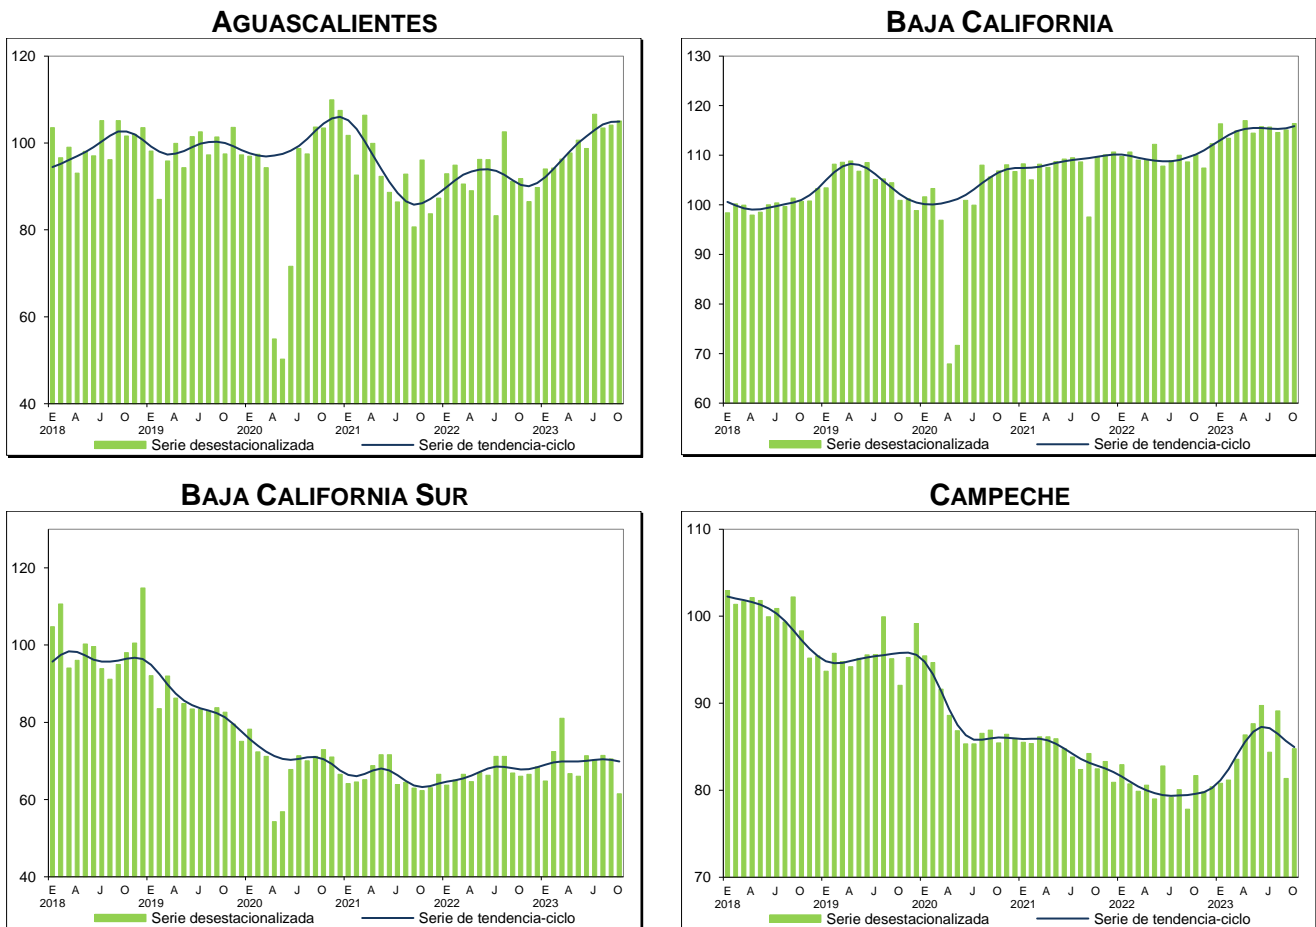 AGUASCALIENTES
120
100
80
60
40
E A J O E A J O E A J O E A J O E A J O E A J O
2018 2019 2020 2021 2022 2023
Serie desestacionalizada Serie de tendencia-ciclo
BAJA CALIFORNIA
130
120
110
100
90
80
70
60
E A J O E A J O E A J O E A J O E A J O E A J O
2018 2019 2020 2021 2022 2023
Serie desestacionalizada Serie de tendencia-ciclo
BAJA CALIFORNIA SUR
120
100
80
60
40
E A J O E A J O E A J O E A J O E A J O E A J O
2018 2019 2020 2021 2022 2023
Serie desestacionalizada Serie de tendencia-ciclo
CAMPECHE
110
100
90
80
70
E A J O E A J O E A J O E A J O E A J O E A J O
2018 2019 2020 2021 2022 2023
Serie desestacionalizada Serie de tendencia-ciclo